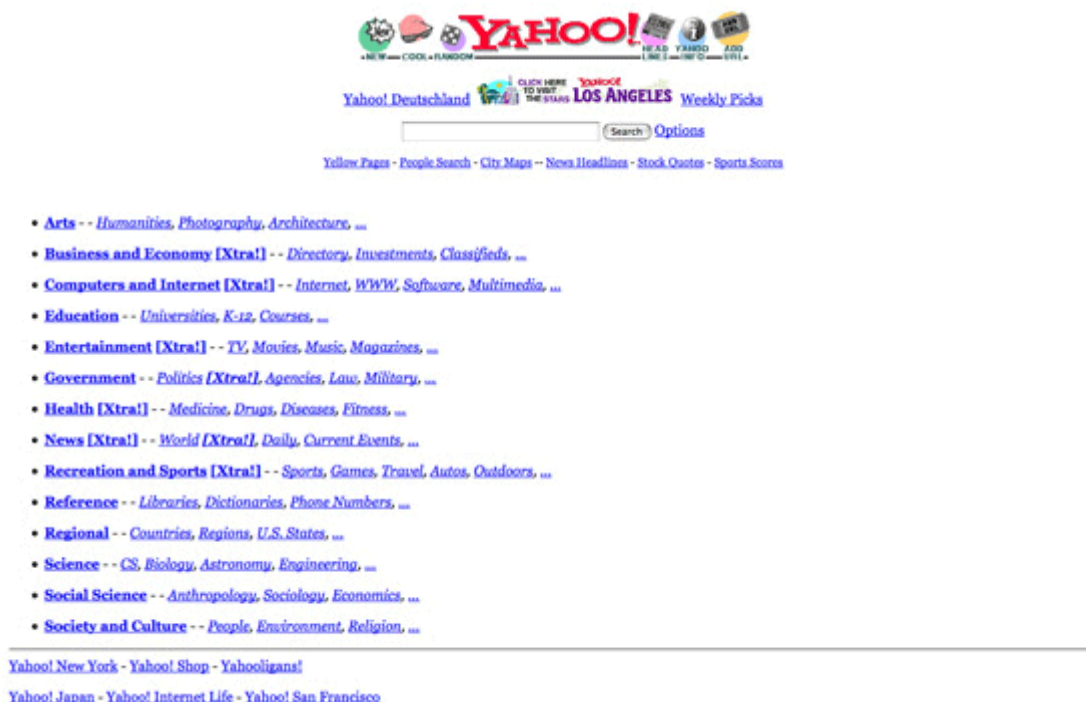 NEW COOL RANDOM YAHOO! HEAD LINES YAHOO INFO ADD URL
Yahoo! Deutschland CLICK HERE TO VISIT THE STARS YAHOO! LOS ANGELES Weekly Picks
Search Options
Yellow Pages - People Search - City Maps -- News Headlines - Stock Quotes - Sports Scores
• Arts - - Humanities, Photography, Architecture, ...
• Business and Economy [Xtra!] - - Directory, Investments, Classifieds, ...
• Computers and Internet [Xtra!] - - Internet, WWW, Software, Multimedia, ...
• Education - - Universities, K-12, Courses, ...
• Entertainment [Xtra!] - - TV, Movies, Music, Magazines, ...
• Government - - Politics [Xtra!], Agencies, Law, Military, ...
• Health [Xtra!] - - Medicine, Drugs, Diseases, Fitness, ...
• News [Xtra!] - - World [Xtra!], Daily, Current Events, ...
• Recreation and Sports [Xtra!] - - Sports, Games, Travel, Autos, Outdoors, ...
• Reference - - Libraries, Dictionaries, Phone Numbers, ...
• Regional - - Countries, Regions, U.S. States, ...
• Science - - CS, Biology, Astronomy, Engineering, ...
• Social Science - - Anthropology, Sociology, Economics, ...
• Society and Culture - - People, Environment, Religion, ...
Yahoo! New York - Yahoo! Shop - Yahooligans!
Yahoo! Japan - Yahoo! Internet Life - Yahoo! San Francisco